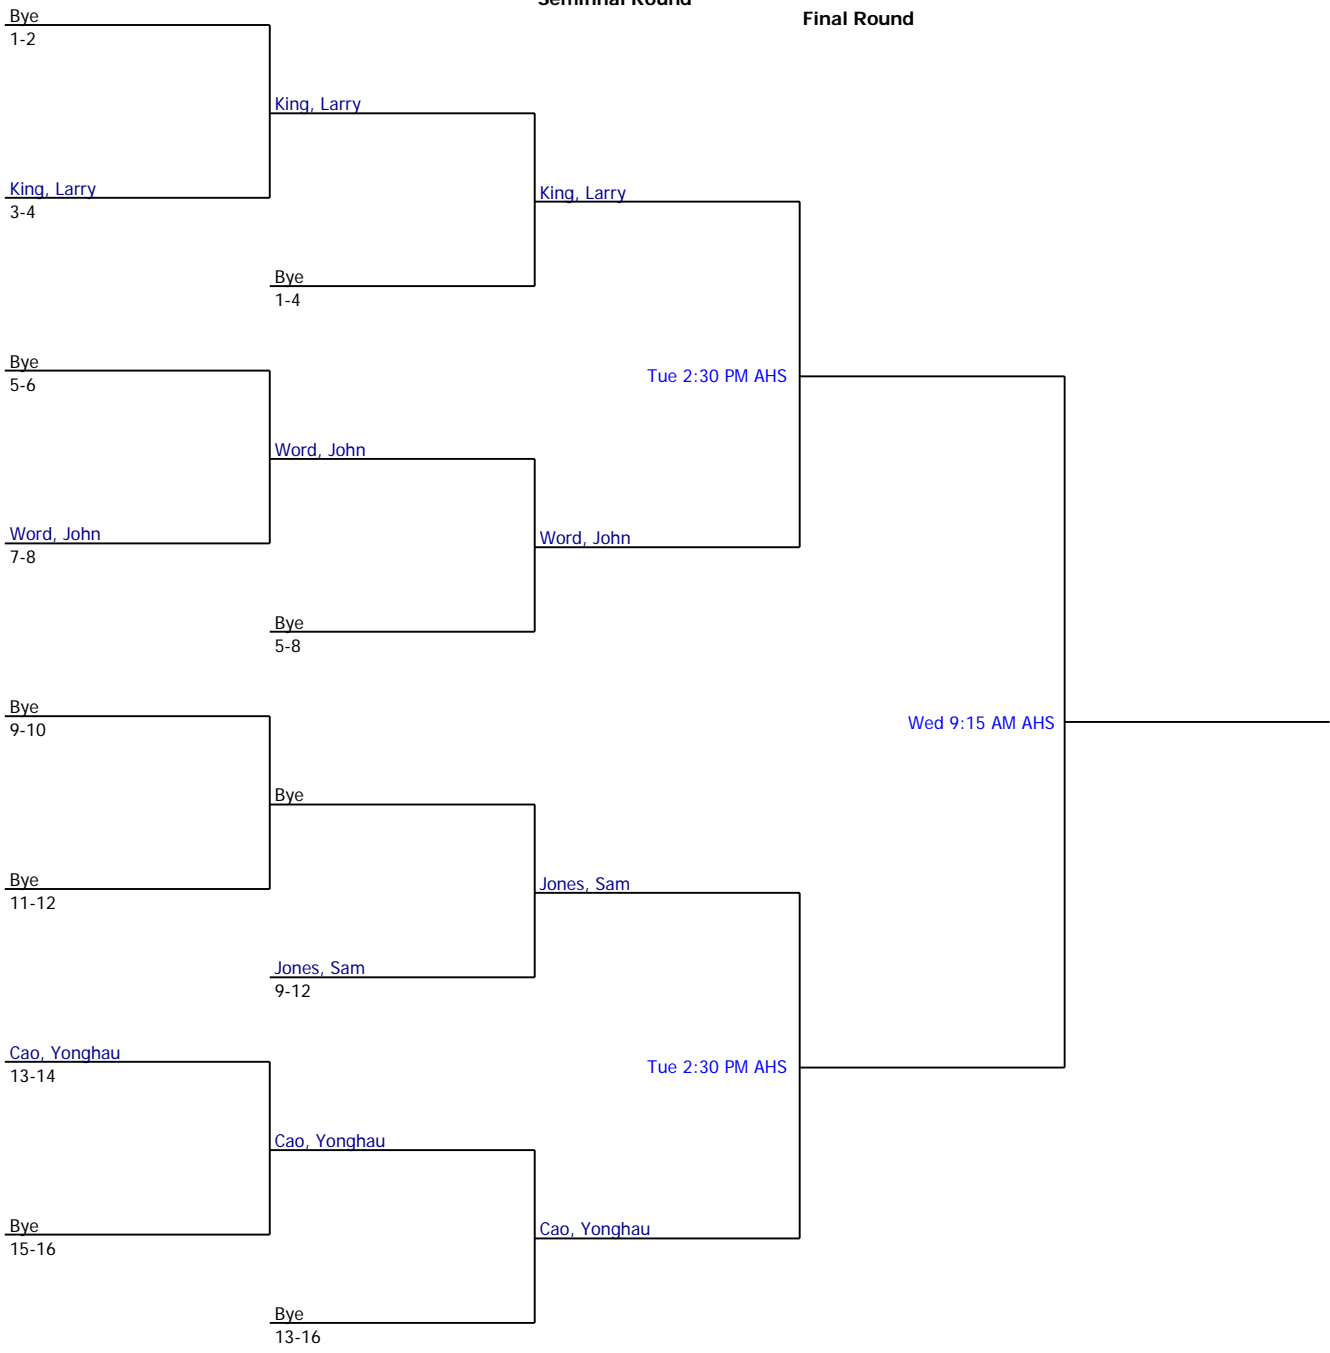 Semifinal Round
Final Round
Bye
1-2
King, Larry
King, Larry
3-4
King, Larry
Bye
1-4
Bye
5-6
Tue 2:30 PM AHS
Word, John
Word, John
7-8
Word, John
Bye
5-8
Bye
9-10
Wed 9:15 AM AHS
Bye
Bye
11-12
Jones, Sam
Jones, Sam
9-12
Cao, Yonghau
13-14
Tue 2:30 PM AHS
Cao, Yonghau
Bye
15-16
Cao, Yonghau
Bye
13-16